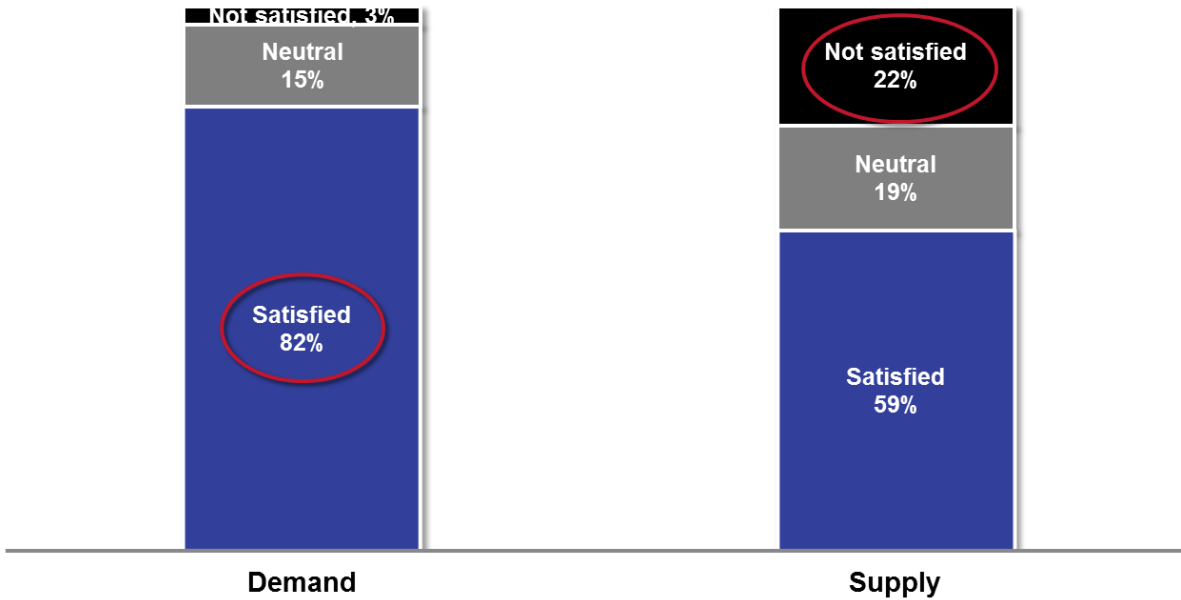 Not satisfied, 3%
Neutral
15%
Satisfied
82%
Demand
Not satisfied
22%
Neutral
19%
Satisfied
59%
Supply